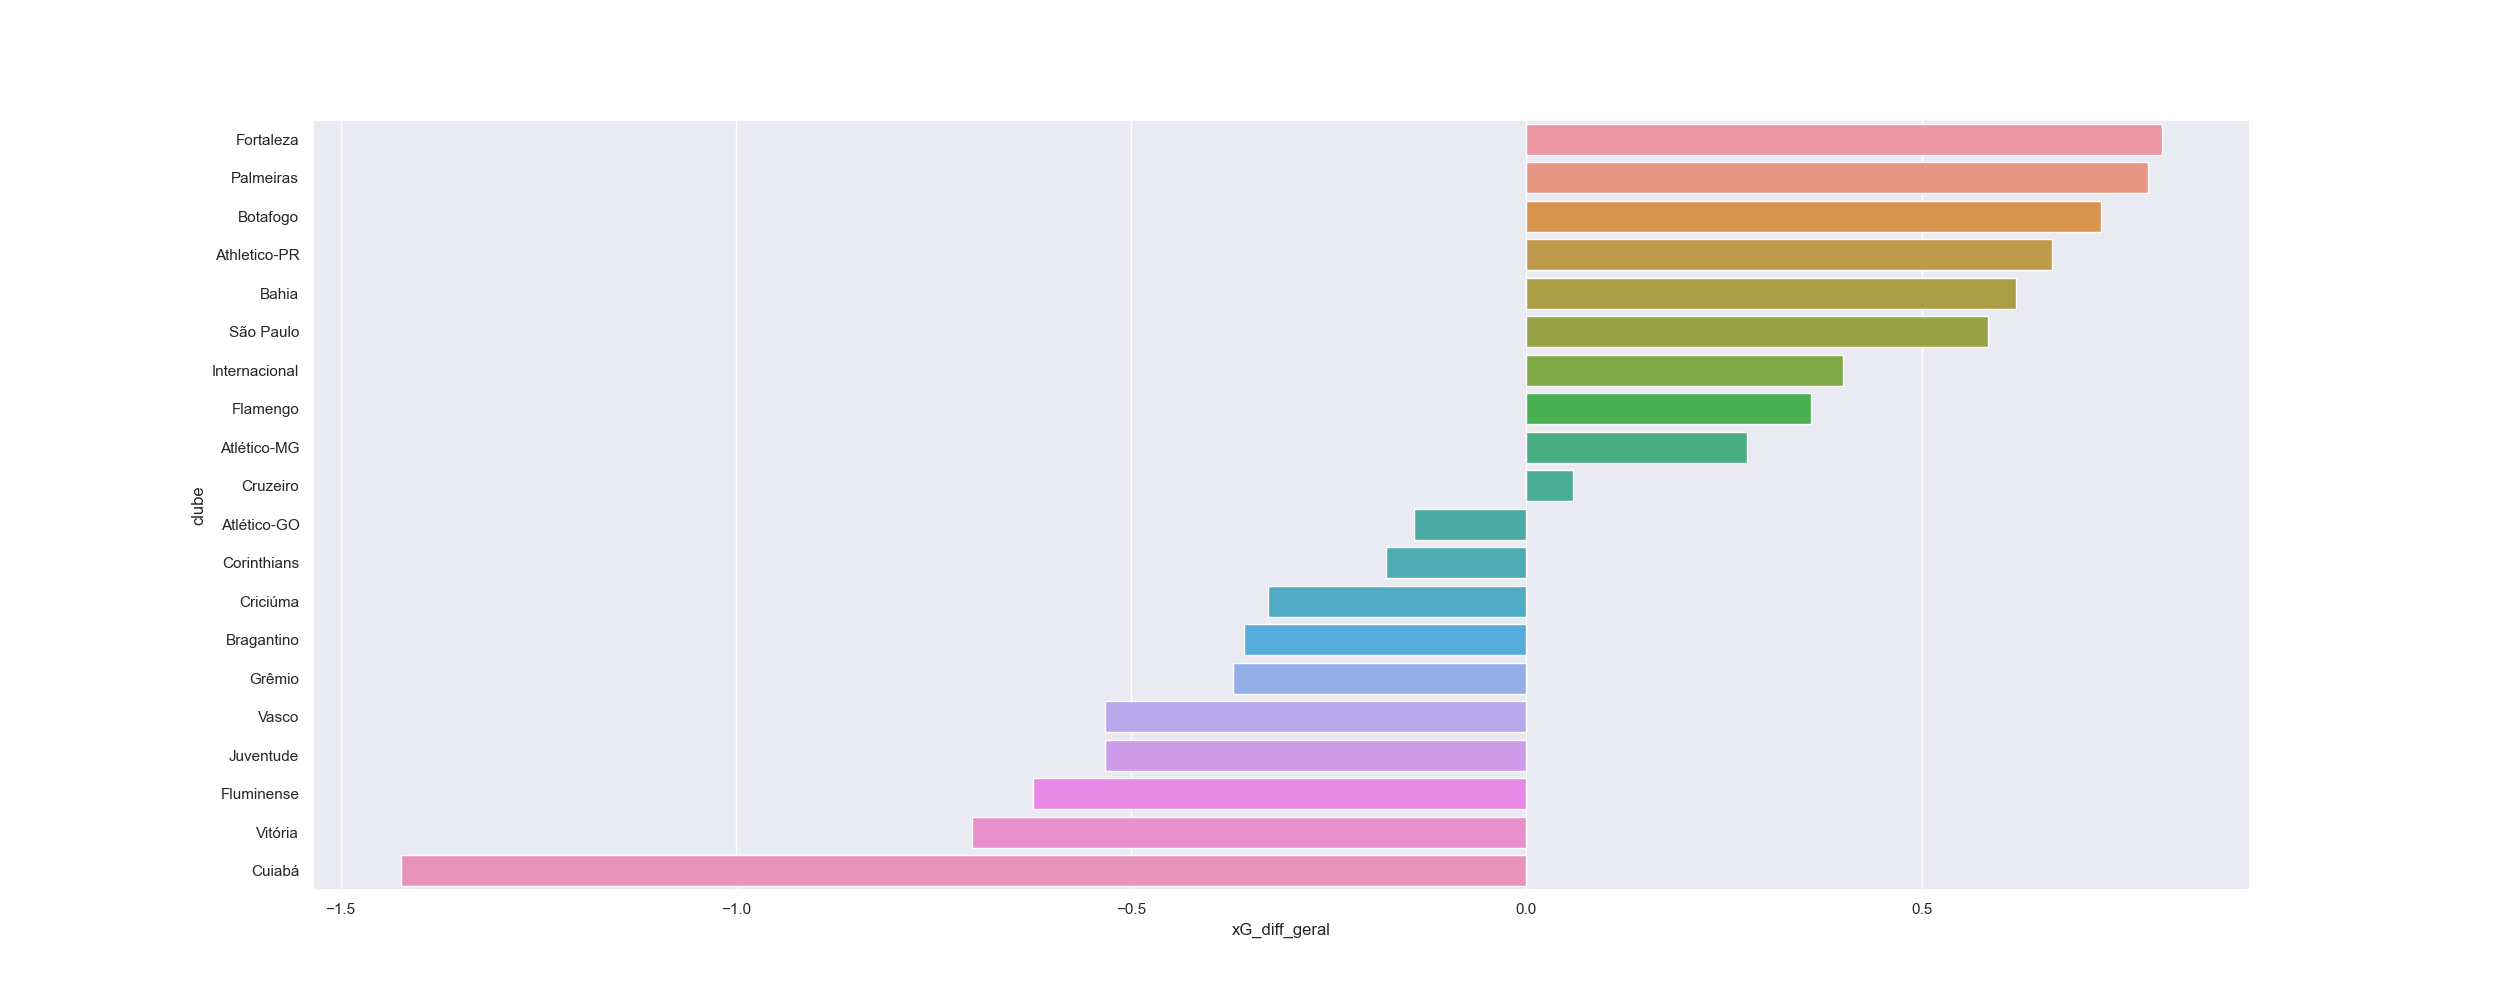 Fortaleza
Palmeiras
Botafogo
Athletico-PR
Bahia
São Paulo
Internacional
Flamengo
Atlético-MG
Cruzeiro
clube
Atlético-GO
Corinthians
Criciúma
Bragantino
Grêmio
Vasco
Juventude
Fluminense
Vitória
Cuiabá
−1.5 −1.0 −0.5 0.0 0.5
xG_diff_geral